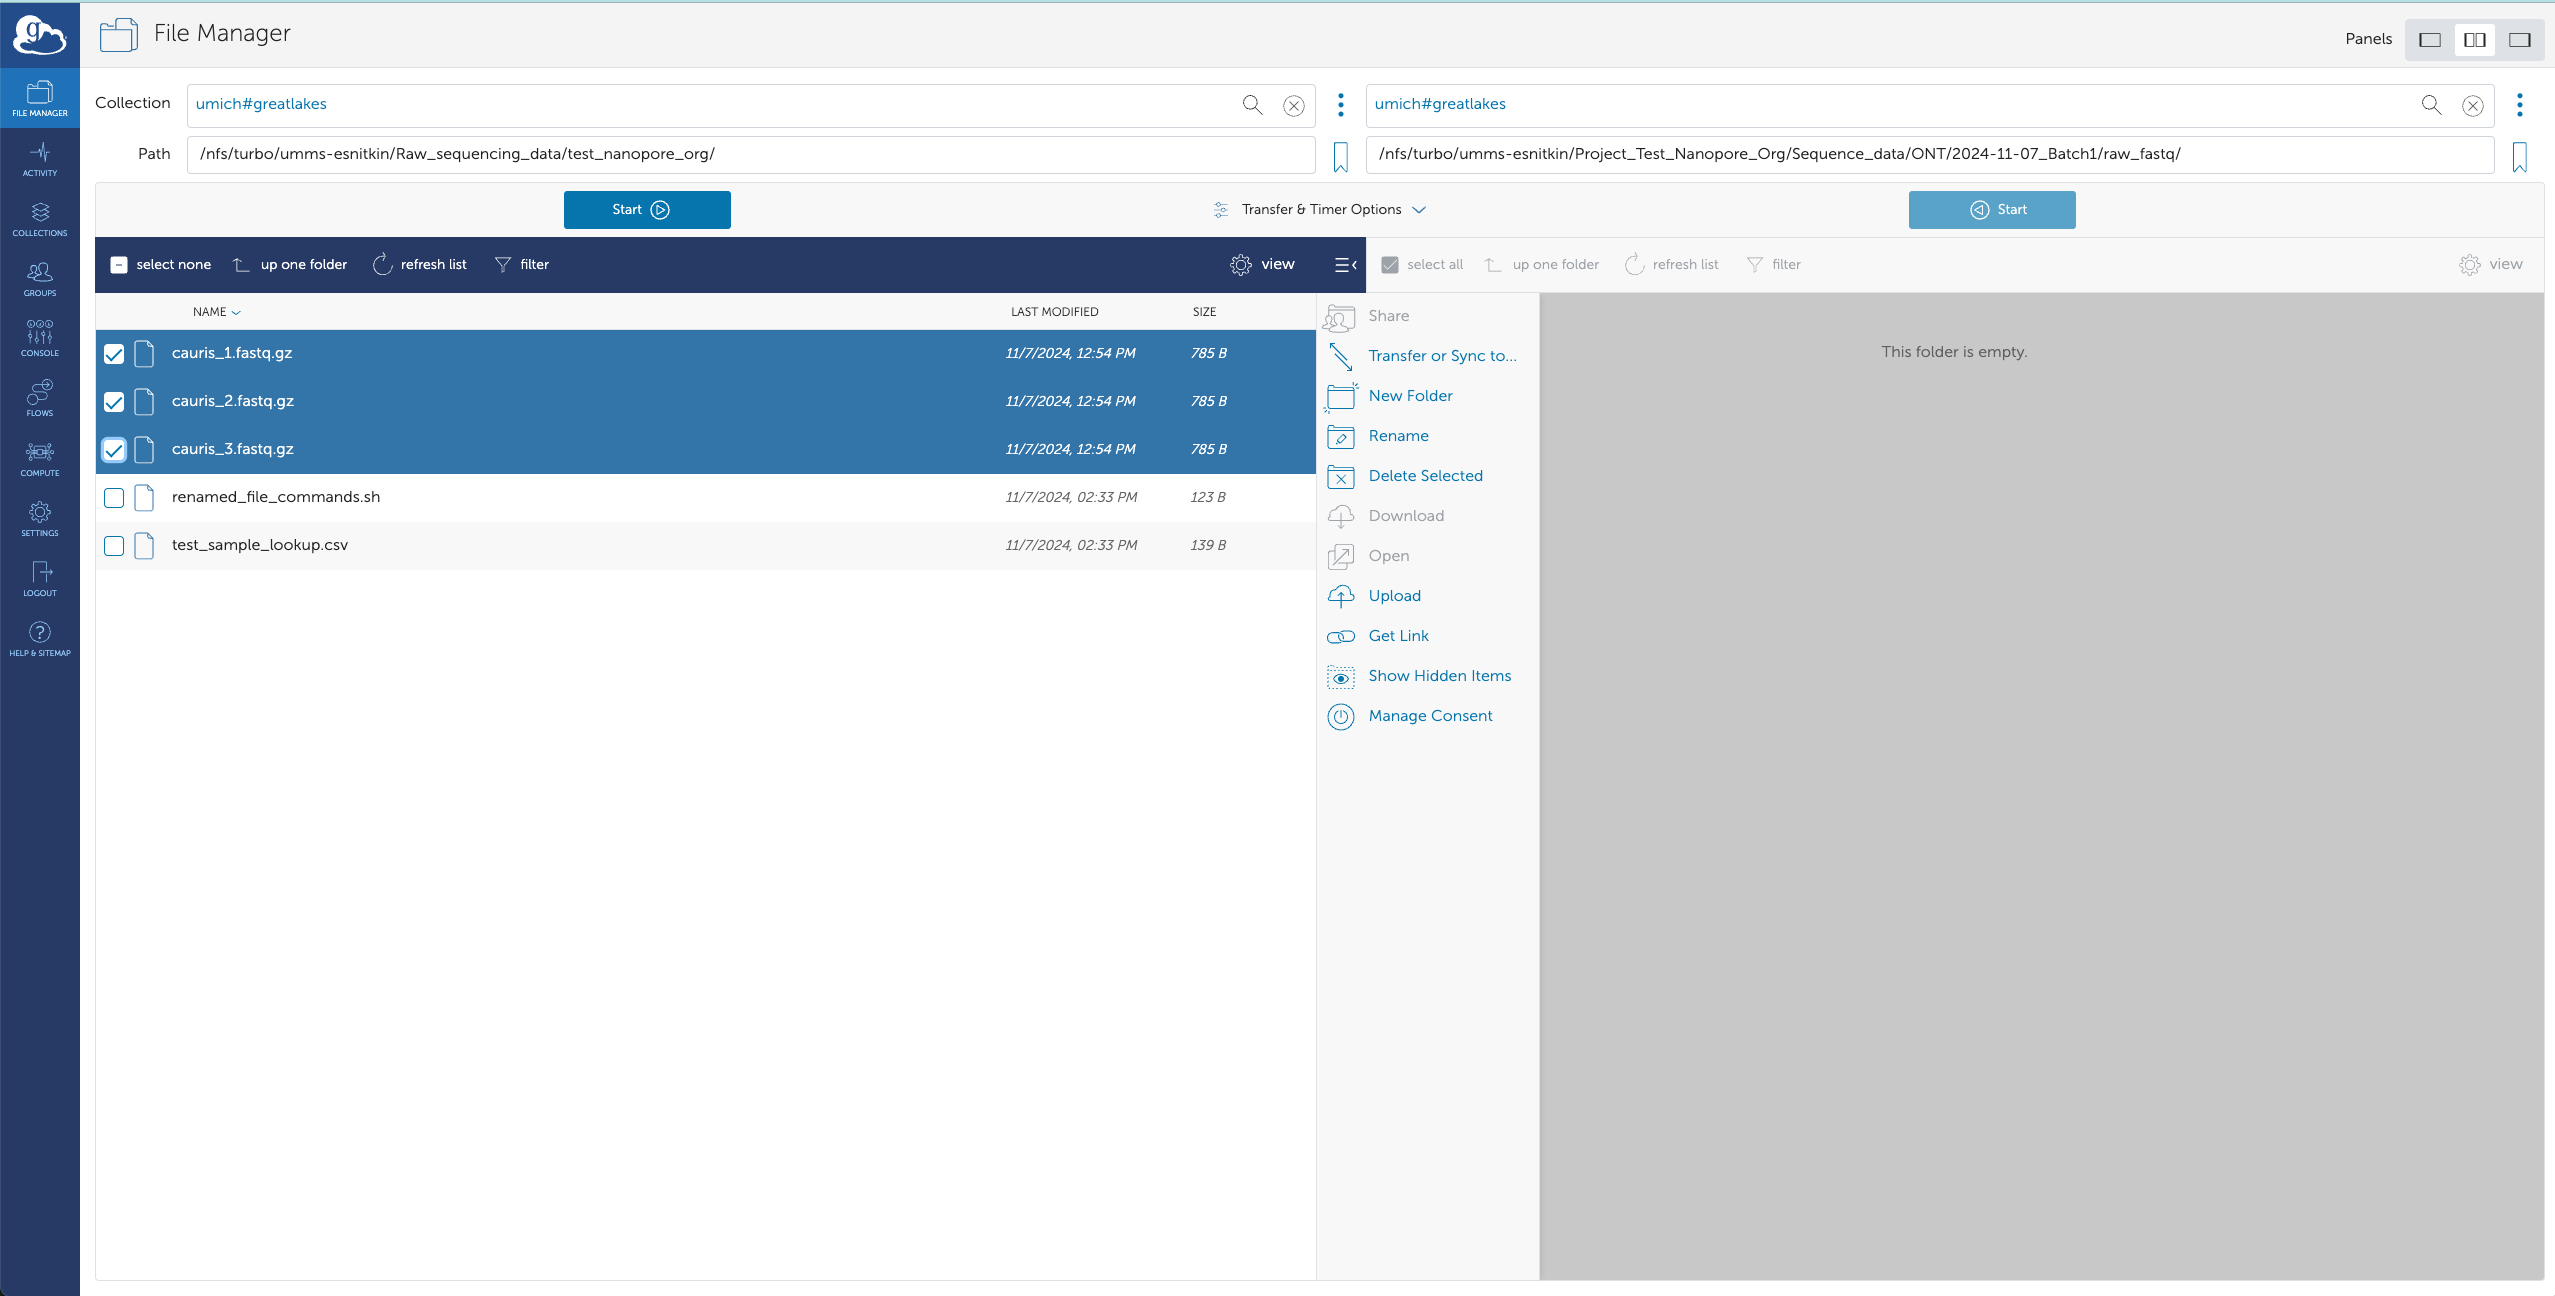 g
File Manager
Panels
FILE MANAGER
ACTIVITY
COLLECTIONS
GROUPS
CONSOLE
FLOWS
COMPUTE
SETTINGS
LOGOUT
HELP & SITEMAP
Collection umich#greatlakes umich#greatlakes
Path /nfs/turbo/umms-esnitkin/Raw_sequencing_data/test_nanopore_org/ /nfs/turbo/umms-esnitkin/Project_Test_Nanopore_Org/Sequence_data/ONT/2024-11-07_Batch1/raw_fastq/
Start Transfer & Timer Options Start
select none up one folder refresh list filter view select all up one folder refresh list filter view
NAME LAST MODIFIED SIZE
cauris_1.fastq.gz 11/7/2024, 12:54 PM 785 B
cauris_2.fastq.gz 11/7/2024, 12:54 PM 785 B
cauris_3.fastq.gz 11/7/2024, 12:54 PM 785 B
renamed_file_commands.sh 11/7/2024, 02:33 PM 123 B
test_sample_lookup.csv 11/7/2024, 02:33 PM 139 B
Share
Transfer or Sync to...
New Folder
Rename
Delete Selected
Download
Open
Upload
Get Link
Show Hidden Items
Manage Consent
This folder is empty.